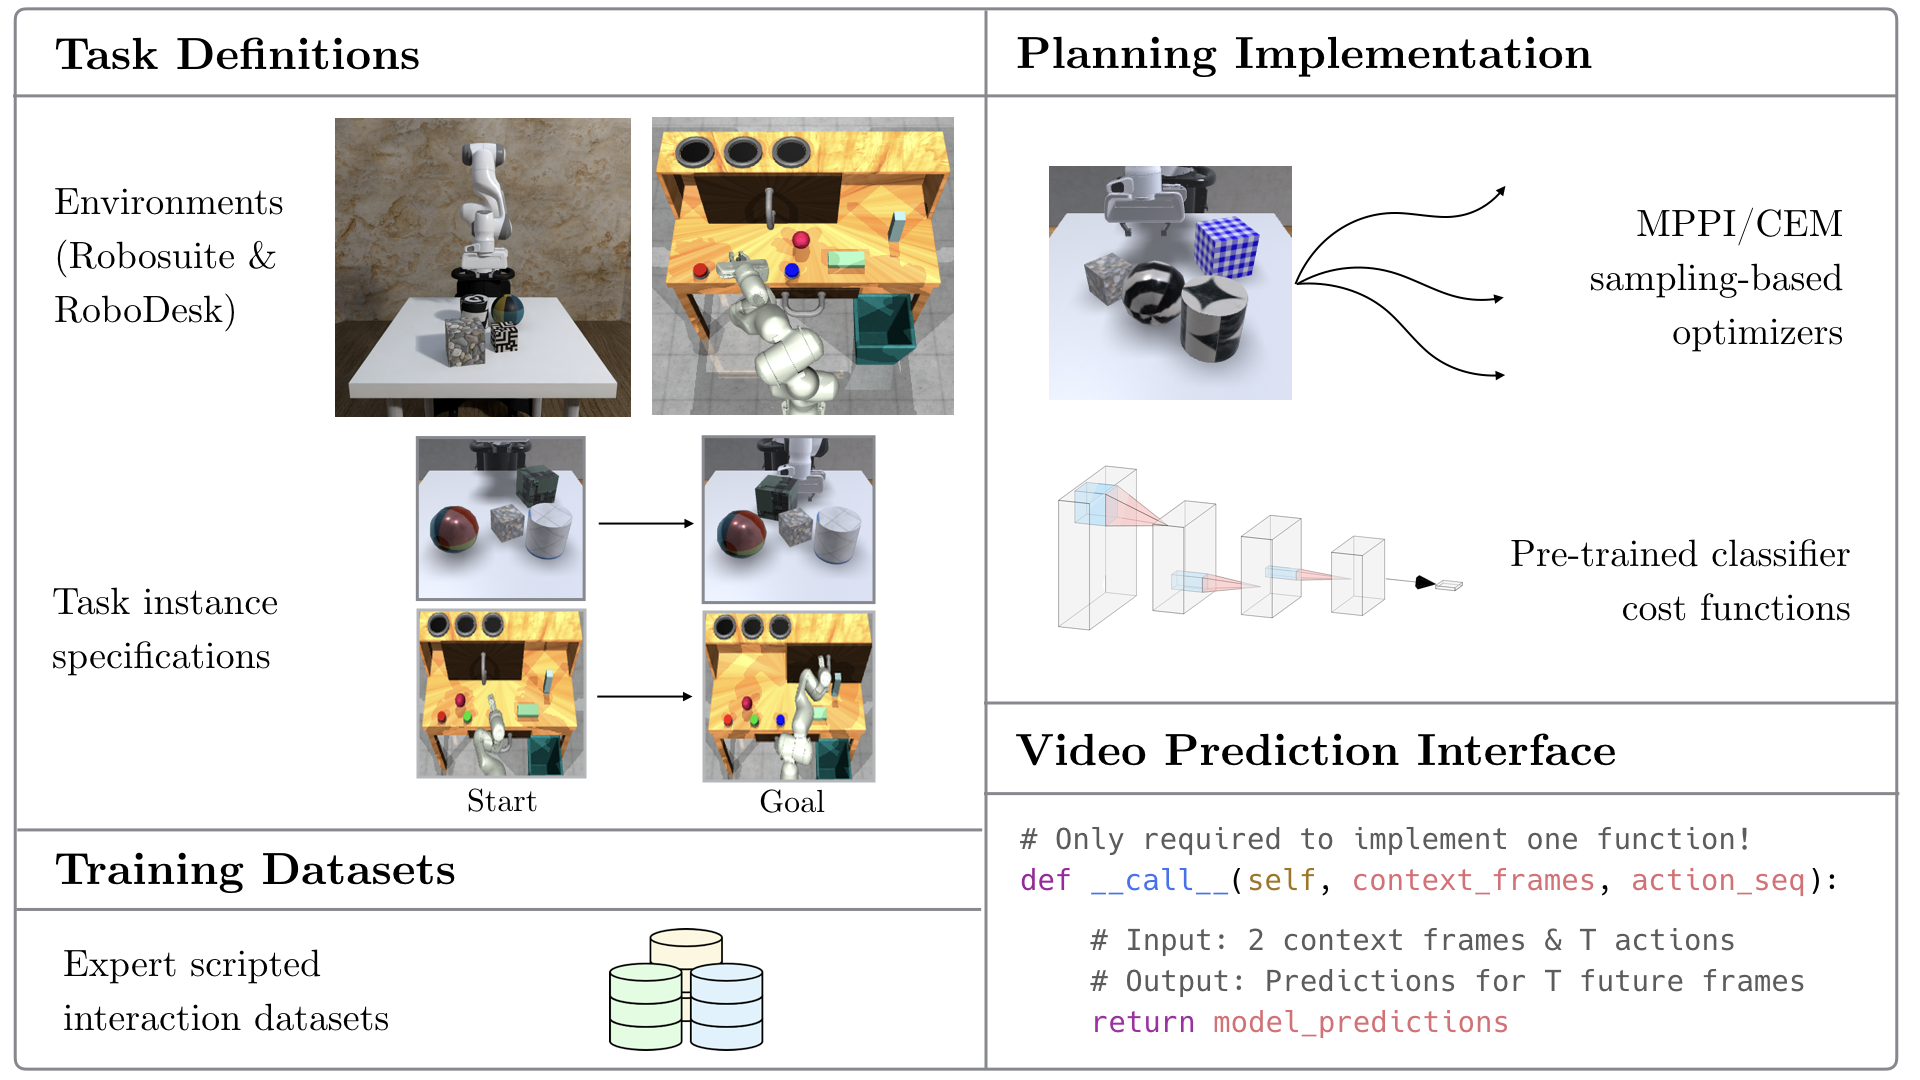 Task Definitions
Environments
(Robosuite &
RoboDesk)
Task instance
specifications
Start
Goal
Training Datasets
Expert scripted
interaction datasets
Planning Implementation
MPPI/CEM
sampling-based
optimizers
Pre-trained classifier
cost functions
Video Prediction Interface
# Only required to implement one function!
def __call__(self, context_frames, action_seq):
# Input: 2 context frames & T actions
# Output: Predictions for T future frames
return model_predictions